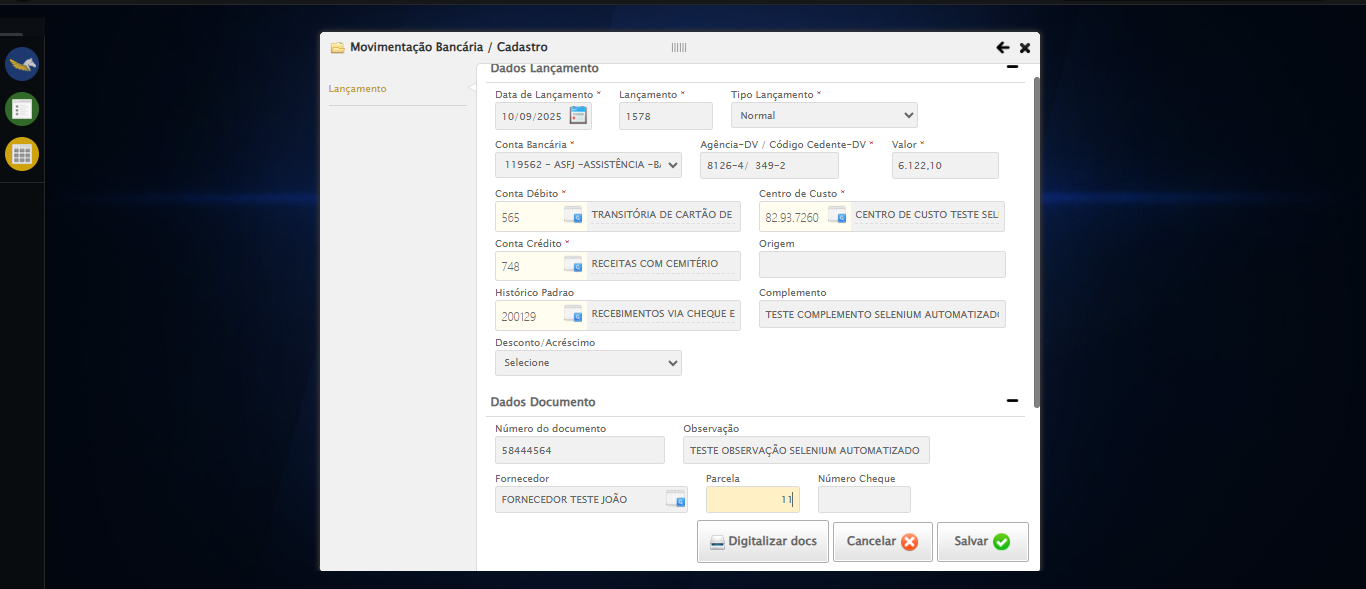 Movimentação Bancária / Cadastro
Lançamento
Dados Lançamento
Data de Lançamento * Lançamento * Tipo Lançamento *
10/09/2025 1578 Normal
Conta Bancária * Agência-DV / Código Cedente-DV * Valor *
119562 - ASFJ -ASSISTÊNCIA -BA 8126-4/ 349-2 6.122,10
Conta Débito * Centro de Custo *
565 TRANSITÓRIA DE CARTÃO DE 82.93.7260 CENTRO DE CUSTO TESTE SEL
Conta Crédito * Origem
748 RECEITAS COM CEMITÉRIO
Histórico Padrao Complemento
200129 RECEBIMENTOS VIA CHEQUE E TESTE COMPLEMENTO SELENIUM AUTOMATIZADO
Desconto/Acréscimo
Selecione
Dados Documento
Número do documento Observação
58444564 TESTE OBSERVAÇÃO SELENIUM AUTOMATIZADO
Fornecedor Parcela Número Cheque
FORNECEDOR TESTE JOÃO 11
Digitalizar docs Cancelar Salvar